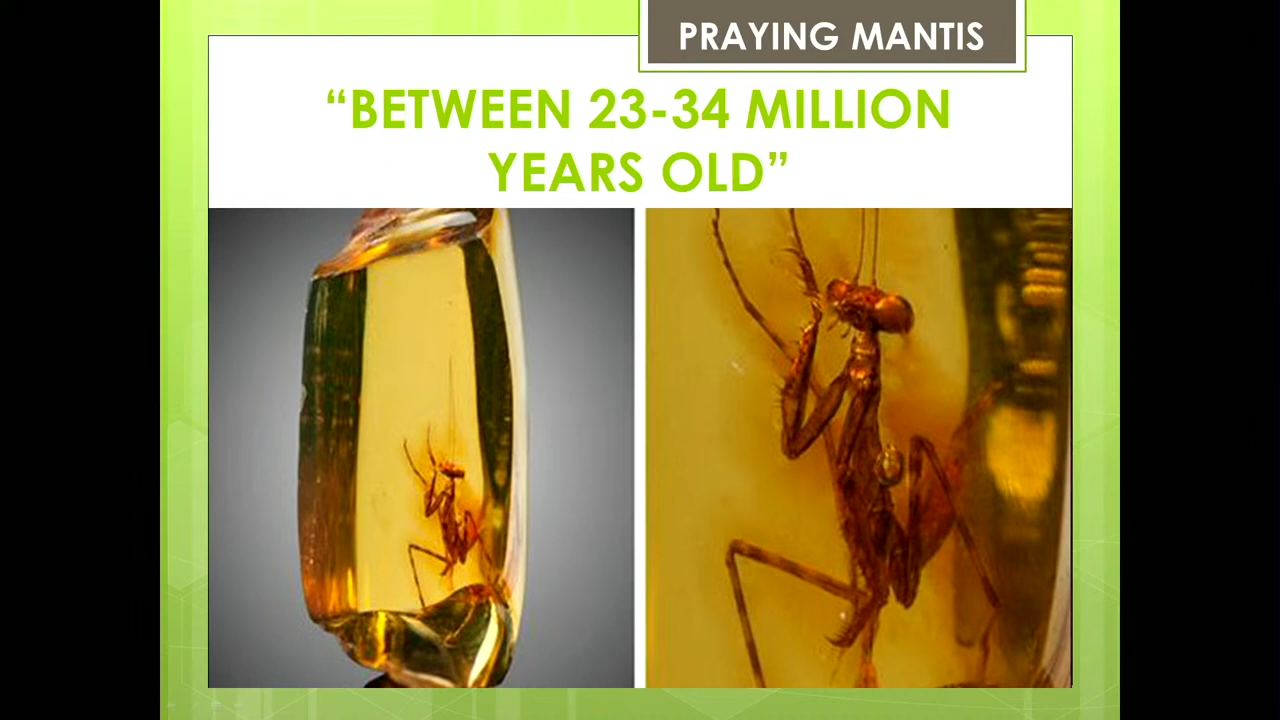 PRAYING MANTIS
“BETWEEN 23-34 MILLION
YEARS OLD”